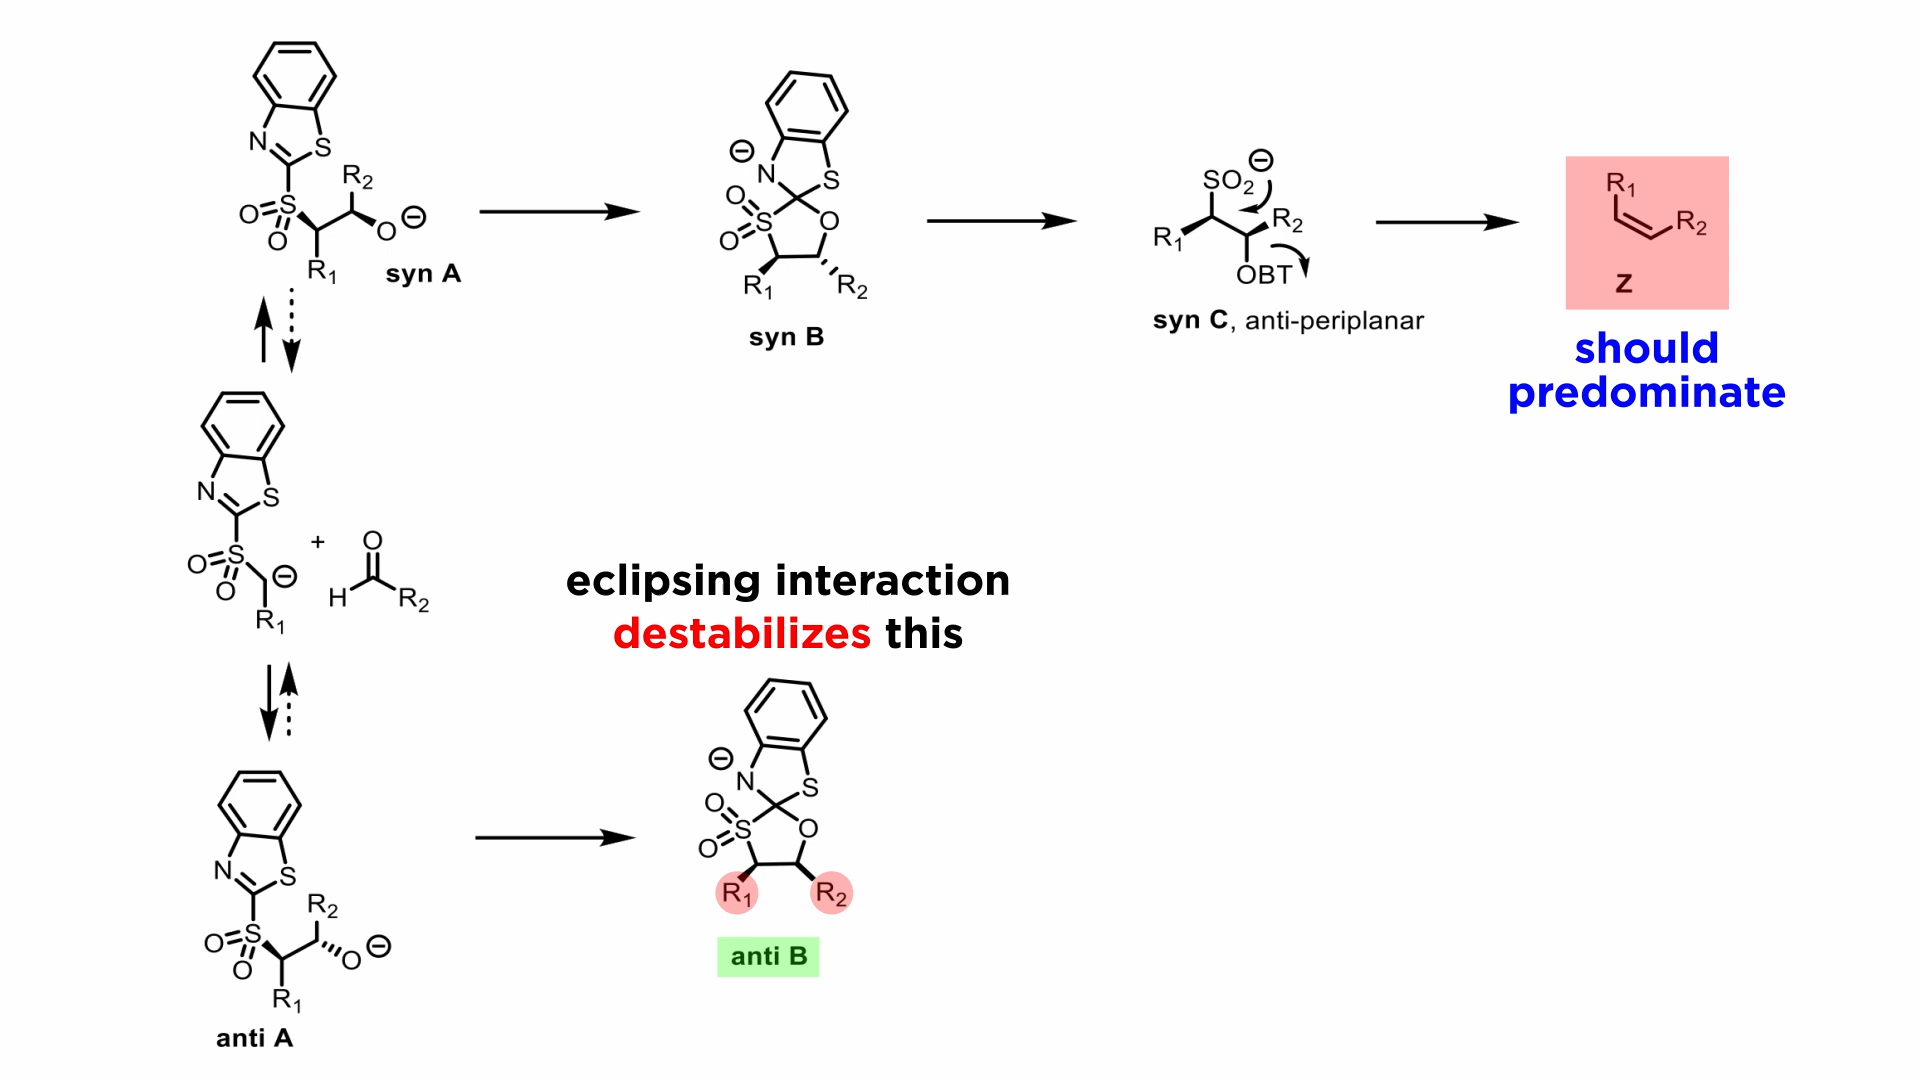 N
S
R₂
S
O
O
O ⊖
R₁
syn A
⊖
N
S
O
S
O
O
R₁
R₂
syn B
⊖
SO₂
R₂
R₁
OBT
syn C, anti-periplanar
R₁
R₂
Z
should
predominate
N
S
O
S
O
⊖
R₁
+
O
H
R₂
eclipsing interaction
destabilizes this
N
S
R₂
S
O
O
O ⊖
R₁
anti A
⊖
N
S
O
S
O
O
R₁
R₂
anti B